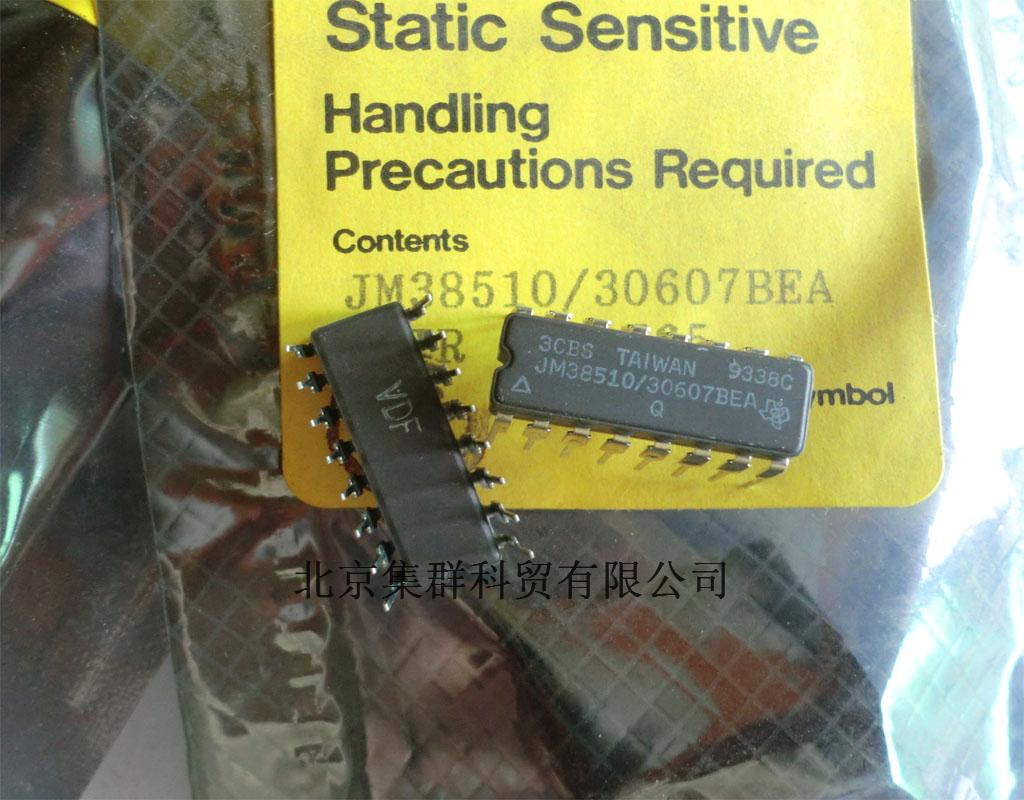 Static Sensitive
Handling
Precautions Required
Contents
JM38510/30607BEA
3CBS TAIWAN 9338C
JM38510/30607BEA
Q
VDF
北京集群科贸有限公司